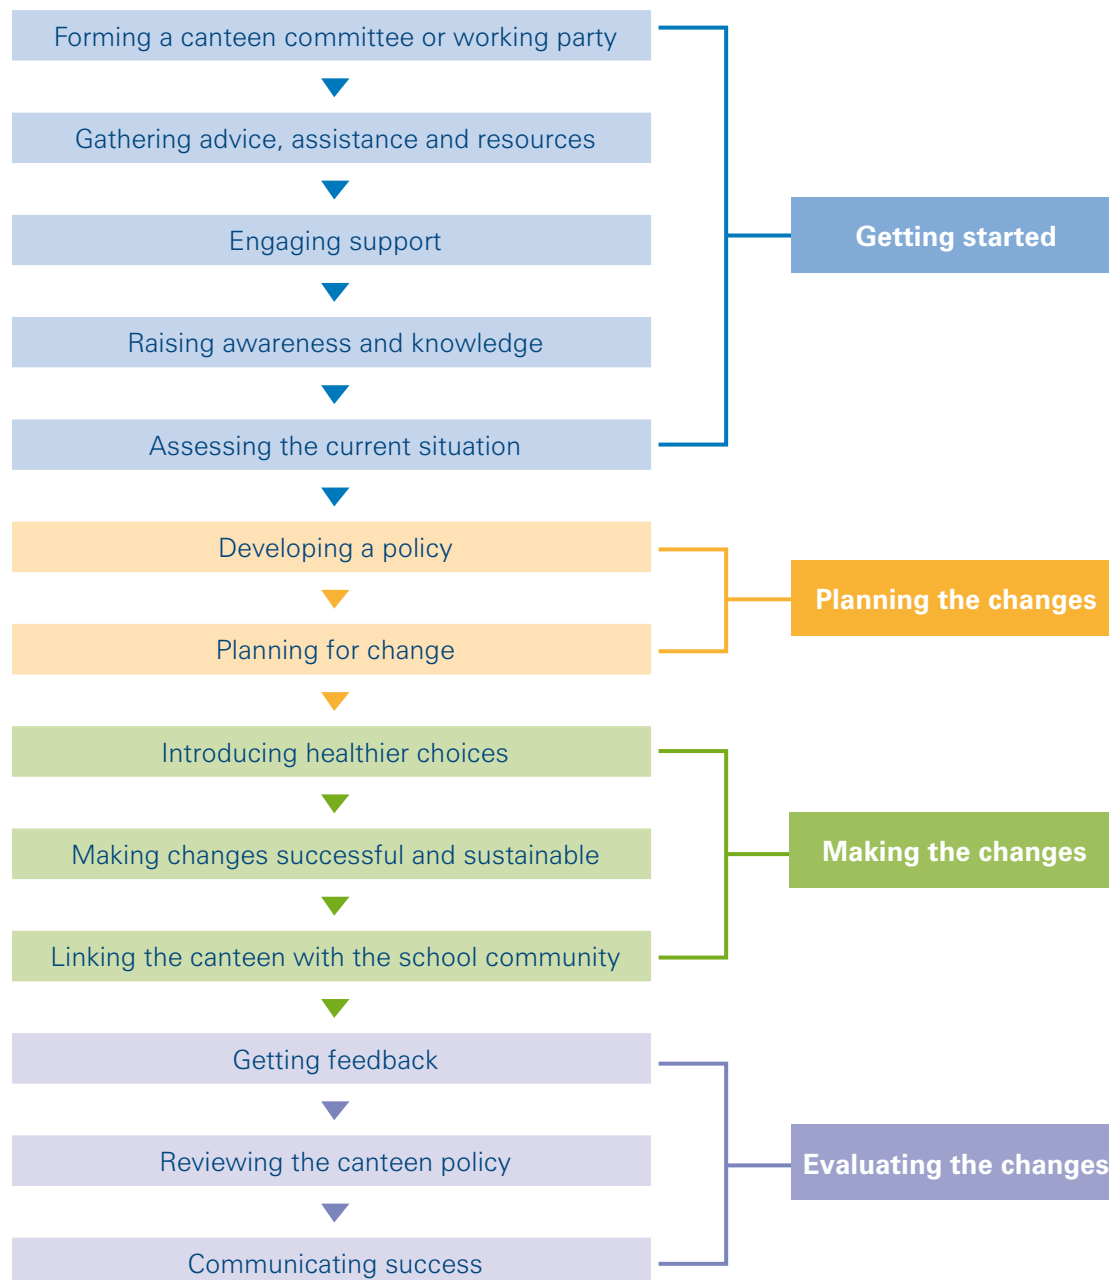 Forming a canteen committee or working party
Gathering advice, assistance and resources
Engaging support
Raising awareness and knowledge
Assessing the current situation
Getting started
Developing a policy
Planning for change
Planning the changes
Introducing healthier choices
Making changes successful and sustainable
Linking the canteen with the school community
Making the changes
Getting feedback
Reviewing the canteen policy
Communicating success
Evaluating the changes